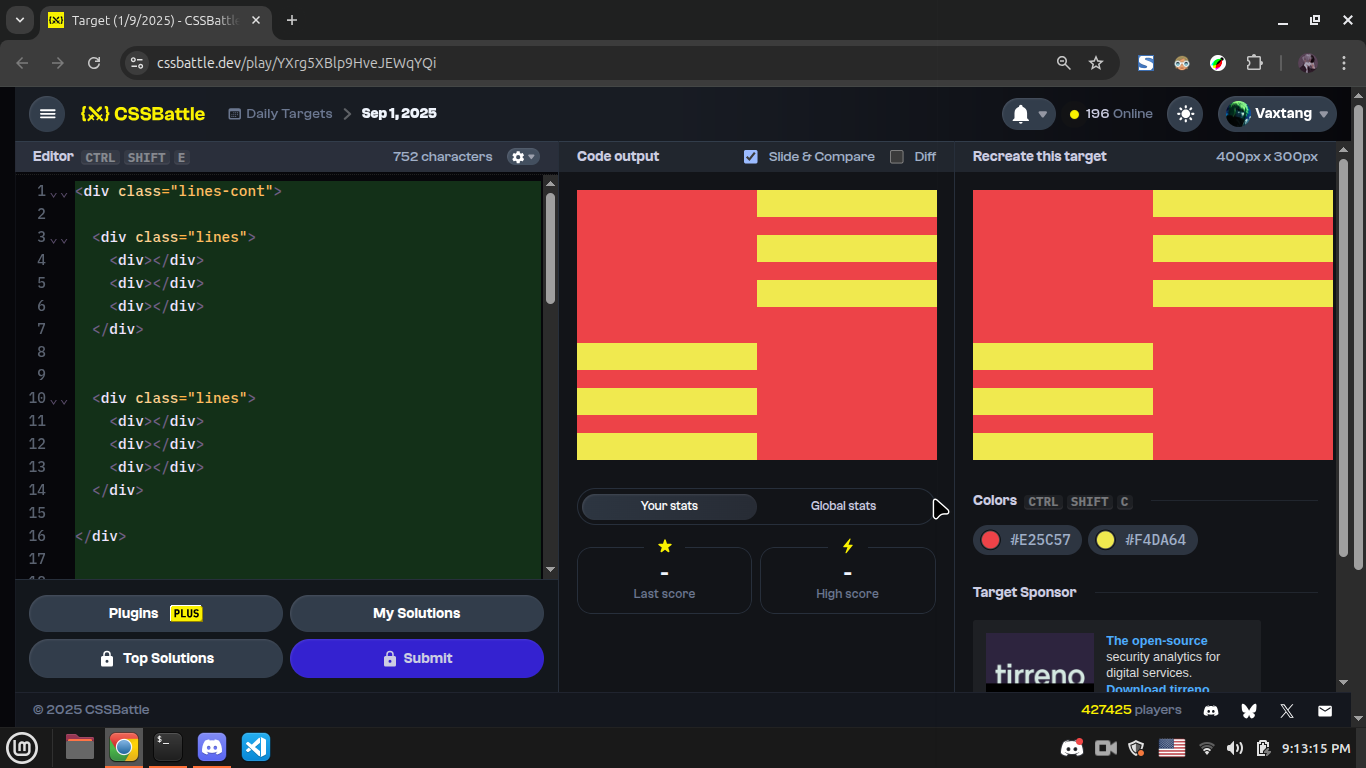 Target (1/9/2025) - CSSBattle
cssbattle.dev/play/YXrg5XBlp9HveJEWqYQi
CSSBattle
Daily Targets
Sep 1, 2025
196 Online
Vaxtang
Editor CTRL SHIFT E
752 characters
Code output
Slide & Compare
Diff
Recreate this target
400px x 300px
1 <div class="lines-cont">
2
3 <div class="lines">
4 <div></div>
5 <div></div>
6 <div></div>
7 </div>
8
9
10 <div class="lines">
11 <div></div>
12 <div></div>
13 <div></div>
14 </div>
15
16 </div>
17
Your stats
Global stats
-
Last score
-
High score
Colors CTRL SHIFT C
#E25C57
#F4DA64
Target Sponsor
tirreno
The open-source
security analytics for
digital services.
Download tirreno
Plugins PLUS
My Solutions
Top Solutions
Submit
© 2025 CSSBattle
427425 players
9:13:15 PM